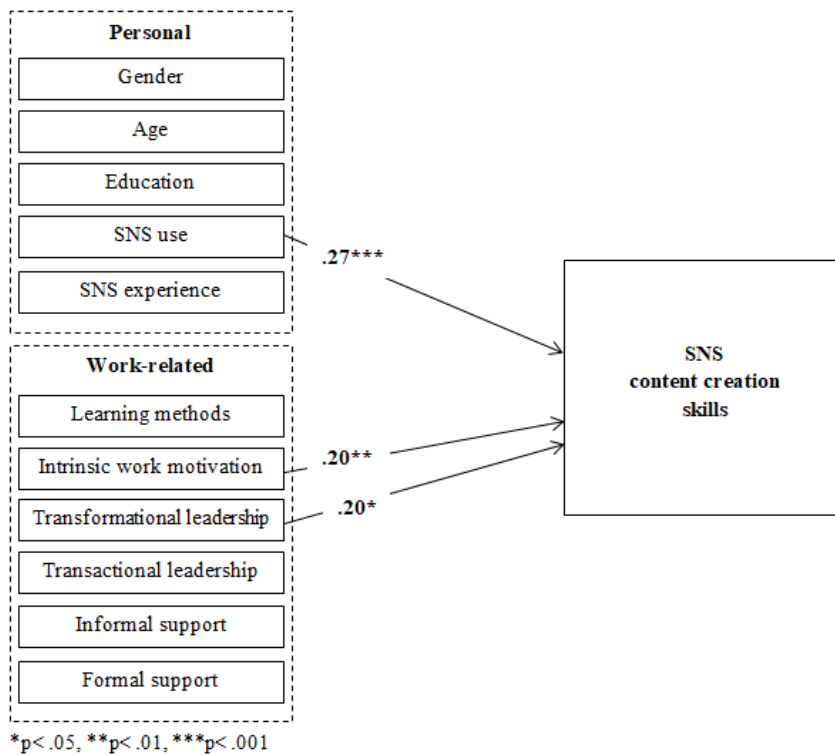 Personal
Gender
Age
Education
SNS use
SNS experience
.27***
Work-related
Learning methods
Intrinsic work motivation
Transformational leadership
Transactional leadership
Informal support
Formal support
.20**
.20*
SNS
content creation
skills
*p< .05, **p< .01, ***p< .001